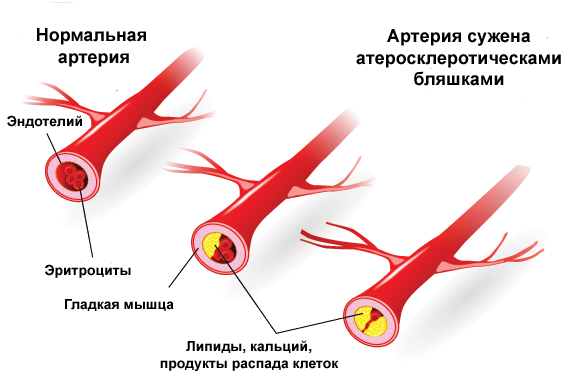 Нормальная
артерия
Артерия сужена
атеросклеротическами
бляшками
Эндотелий
Эритроциты
Гладкая мышца
Липиды, кальций,
продукты распада клеток